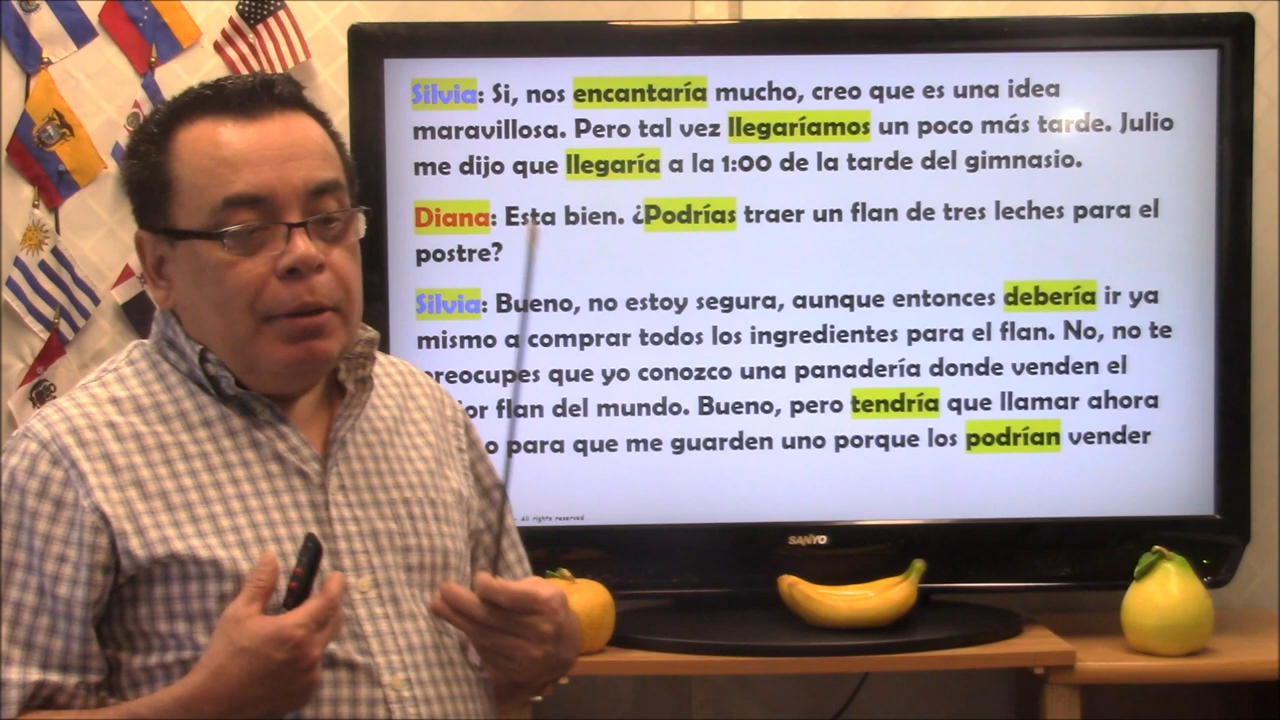 Silvia: Si, nos encantaría mucho, creo que es una idea
maravillosa. Pero tal vez llegaríamos un poco más tarde. Julio
me dijo que llegaría a la 1:00 de la tarde del gimnasio.
Diana: Esta bien. ¿Podrías traer un flan de tres leches para el
postre?
Silvia: Bueno, no estoy segura, aunque entonces debería ir ya
mismo a comprar todos los ingredientes para el flan. No, no te
preocupes que yo conozco una panadería donde venden el
flan del mundo. Bueno, pero tendría que llamar ahora
para que me guarden uno porque los podrían vender
- All rights reserved
SANYO